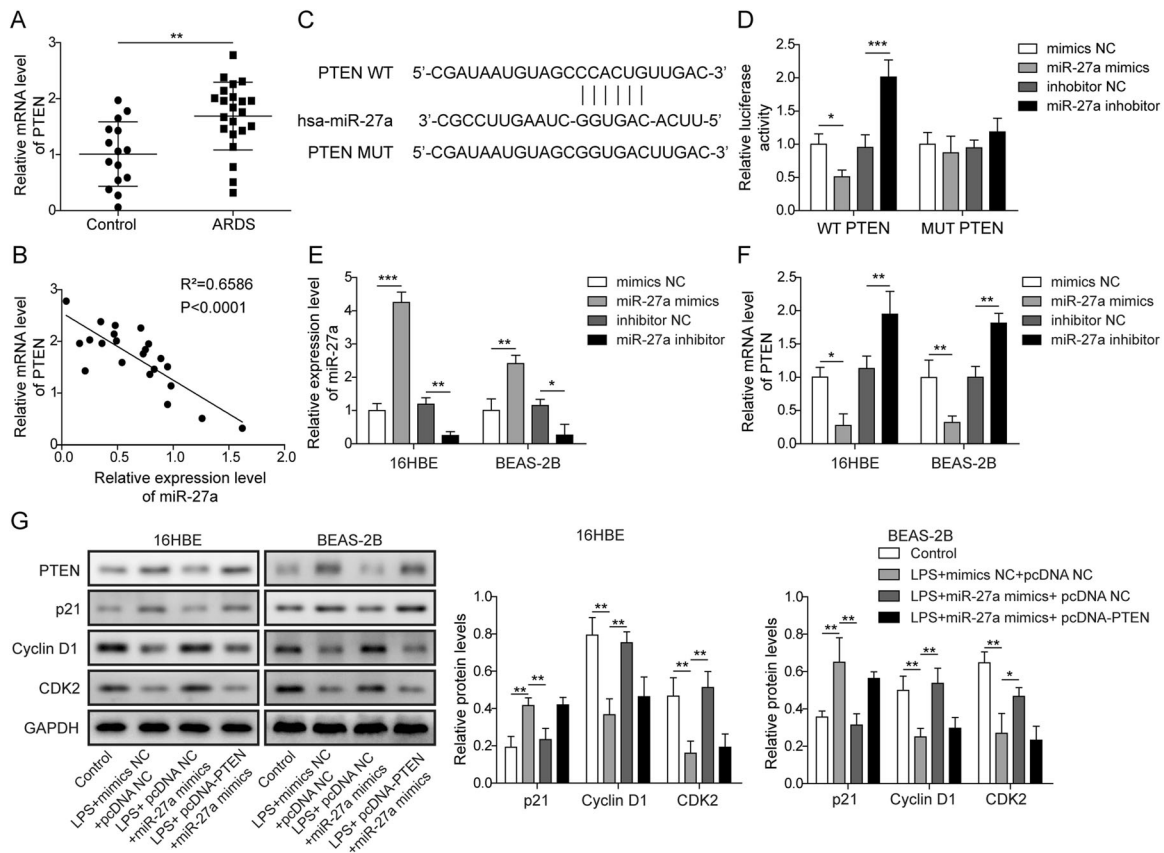 A
Relative mRNA level
of PTEN
3
2
1
0
**
Control
ARDS
C
PTEN WT 5'-CGAUAAUGUAGCCCACUGUUGAC-3'
hsa-miR-27a 3'-CGCCUUGAAUC-GGUGAC-ACUU-5'
PTEN MUT 5'-CGAUAAUGUAGCGGUGACUUGAC-3'
D
Relative luciferase
activity
2.5
2.0
1.5
1.0
0.5
0.0
*
***
WT PTEN
MUT PTEN
mimics NC
miR-27a mimics
inhobitor NC
miR-27a inhobitor
B
Relative mRNA level
of PTEN
3
2
1
0
R²=0.6586
P<0.0001
0.0 0.5 1.0 1.5 2.0
Relative expression level
of miR-27a
E
Relative expression level
of miR-27a
5
4
3
2
1
0
***
**
**
*
16HBE
BEAS-2B
mimics NC
miR-27a mimics
inhibitor NC
miR-27a inhibitor
F
Relative mRNA level
of PTEN
2.5
2.0
1.5
1.0
0.5
0.0
*
**
**
**
16HBE
BEAS-2B
mimics NC
miR-27a mimics
inhibitor NC
miR-27a inhibitor
G
16HBE
BEAS-2B
PTEN
p21
Cyclin D1
CDK2
GAPDH
Control
LPS+mimics NC
+pcDNA NC
LPS+ pcDNA NC
+miR-27a mimics
LPS+ pcDNA-PTEN
+miR-27a mimics
Control
LPS+mimics NC
+pcDNA NC
LPS+ pcDNA NC
+miR-27a mimics
LPS+ pcDNA-PTEN
+miR-27a mimics
16HBE
Relative protein levels
1.0
0.8
0.6
0.4
0.2
0.0
** **
** **
** **
p21
Cyclin D1
CDK2
BEAS-2B
Control
LPS+mimics NC+pcDNA NC
LPS+miR-27a mimics+ pcDNA NC
LPS+miR-27a mimics+ pcDNA-PTEN
Relative protein levels
1.0
0.8
0.6
0.4
0.2
0.0
** **
** **
** *
p21
Cyclin D1
CDK2